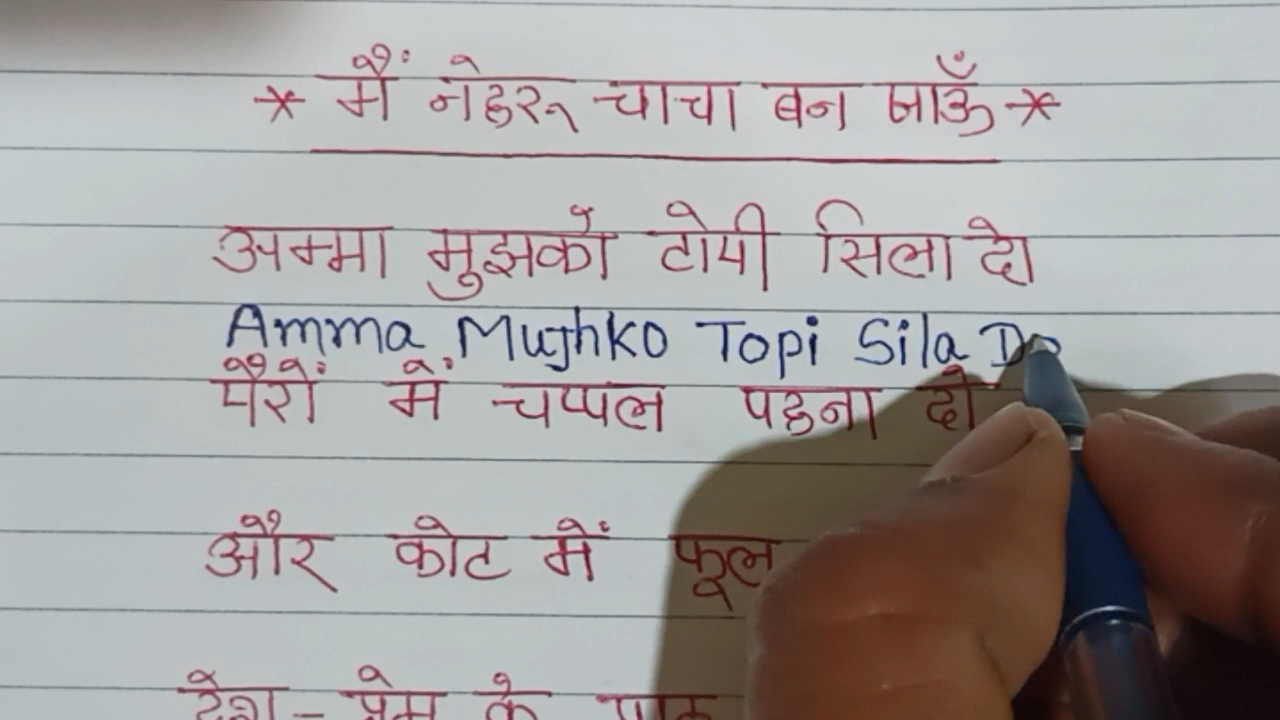 * मैं नेहरू चाचा बन जाऊँ *
अम्मा मुझको टोपी सिला दो
Amma Mujhko Topi Sila Do
पैरों में चप्पल पहना दो
और कोट में फूल
देश - प्रेम के